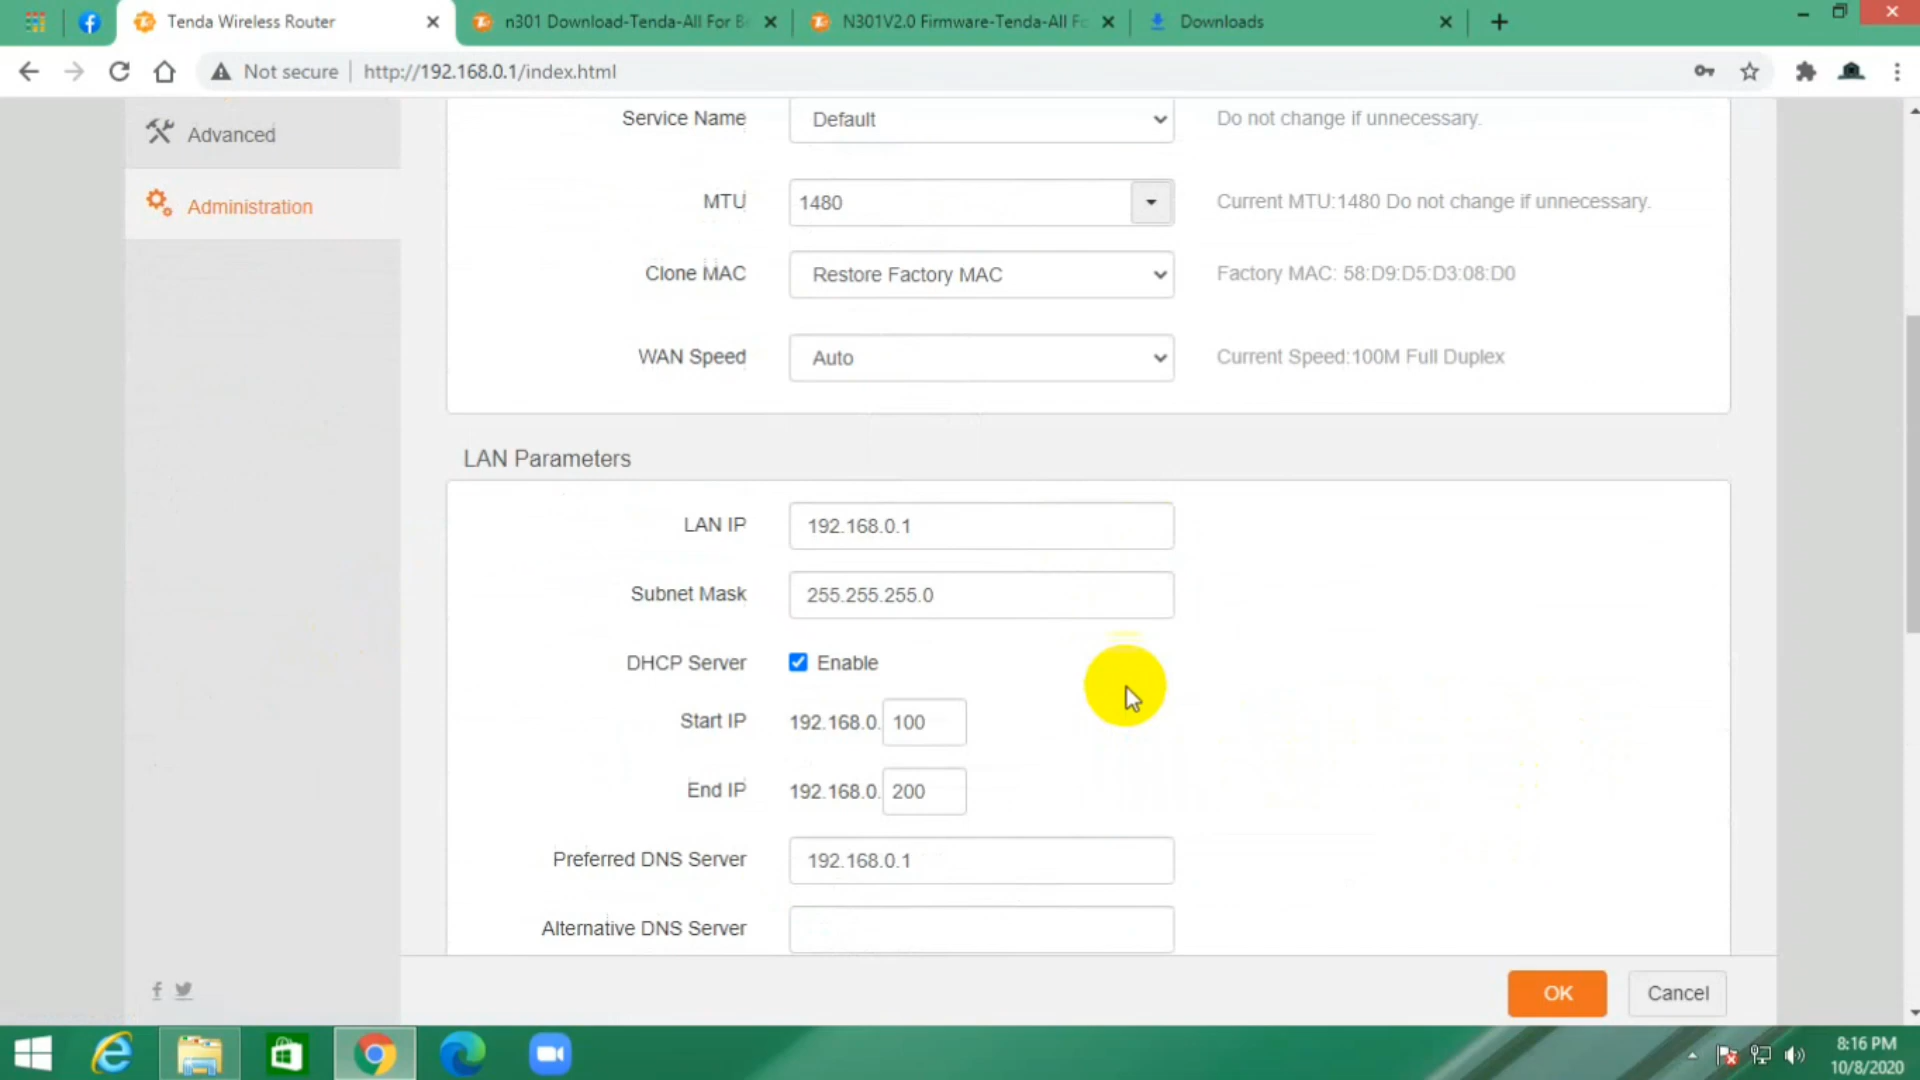 Tenda Wireless Router
n301 Download-Tenda-All For Be
N301V2.0 Firmware-Tenda-All Fo
Downloads
Not secure
http://192.168.0.1/index.html
Advanced
Administration
Service Name
Default
Do not change if unnecessary.
MTU
1480
Current MTU:1480 Do not change if unnecessary.
Clone MAC
Restore Factory MAC
Factory MAC: 58:D9:D5:D3:08:D0
WAN Speed
Auto
Current Speed:100M Full Duplex
LAN Parameters
LAN IP
192.168.0.1
Subnet Mask
255.255.255.0
DHCP Server
Enable
Start IP
192.168.0.
100
End IP
192.168.0.
200
Preferred DNS Server
192.168.0.1
Alternative DNS Server
OK
Cancel
8:16 PM
10/8/2020